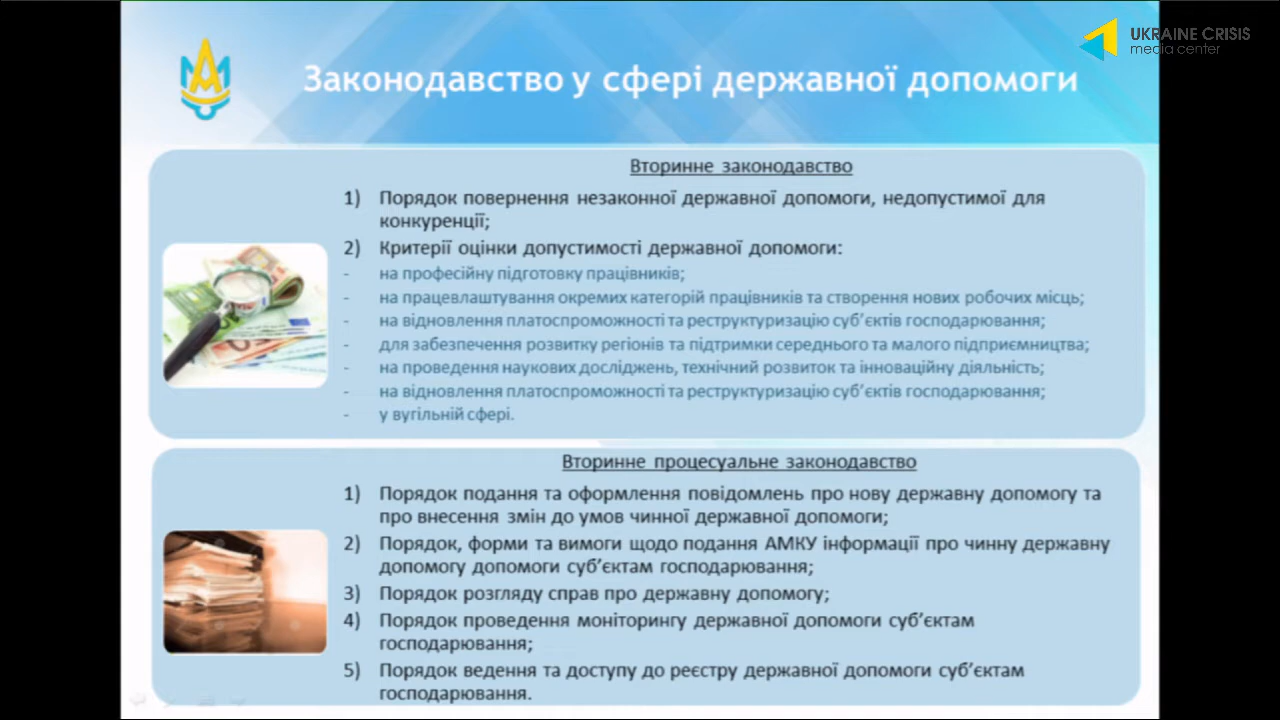 UKRAINE CRISIS
media center
Законодавство у сфері державної допомоги
Вторинне законодавство
1) Порядок повернення незаконної державної допомоги, недопустимої для
конкуренції;
2) Критерії оцінки допустимості державної допомоги:
- на професійну підготовку працівників;
- на працевлаштування окремих категорій працівників та створення нових робочих місць;
- на відновлення платоспроможності та реструктуризацію суб’єктів господарювання;
- для забезпечення розвитку регіонів та підтримки середнього та малого підприємництва;
- на проведення наукових досліджень, технічний розвиток та інноваційну діяльність;
- на відновлення платоспроможності та реструктуризацію суб’єктів господарювання;
- у вугільній сфері.
Вторинне процесуальне законодавство
1) Порядок подання та оформлення повідомлень про нову державну допомогу та
про внесення змін до умов чинної державної допомоги;
2) Порядок, форми та вимоги щодо подання АМКУ інформації про чинну державну
допомогу допомоги суб’єктам господарювання;
3) Порядок розгляду справ про державну допомогу;
4) Порядок проведення моніторингу державної допомоги суб’єктам
господарювання;
5) Порядок ведення та доступу до реєстру державної допомоги суб’єктам
господарювання.